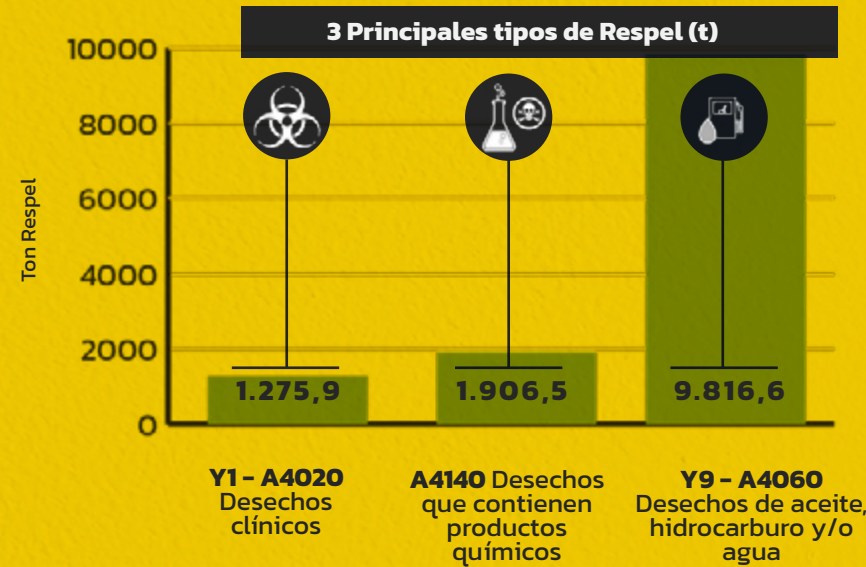 3 Principales tipos de Respel (t)
10000
8000
6000
4000
2000
0
Ton Respel
1.275,9
1.906,5
9.816,6
Y1 - A4020
Desechos
clínicos
A4140 Desechos
que contienen
productos
químicos
Y9 - A4060
Desechos de aceite,
hidrocarburo y/o
agua